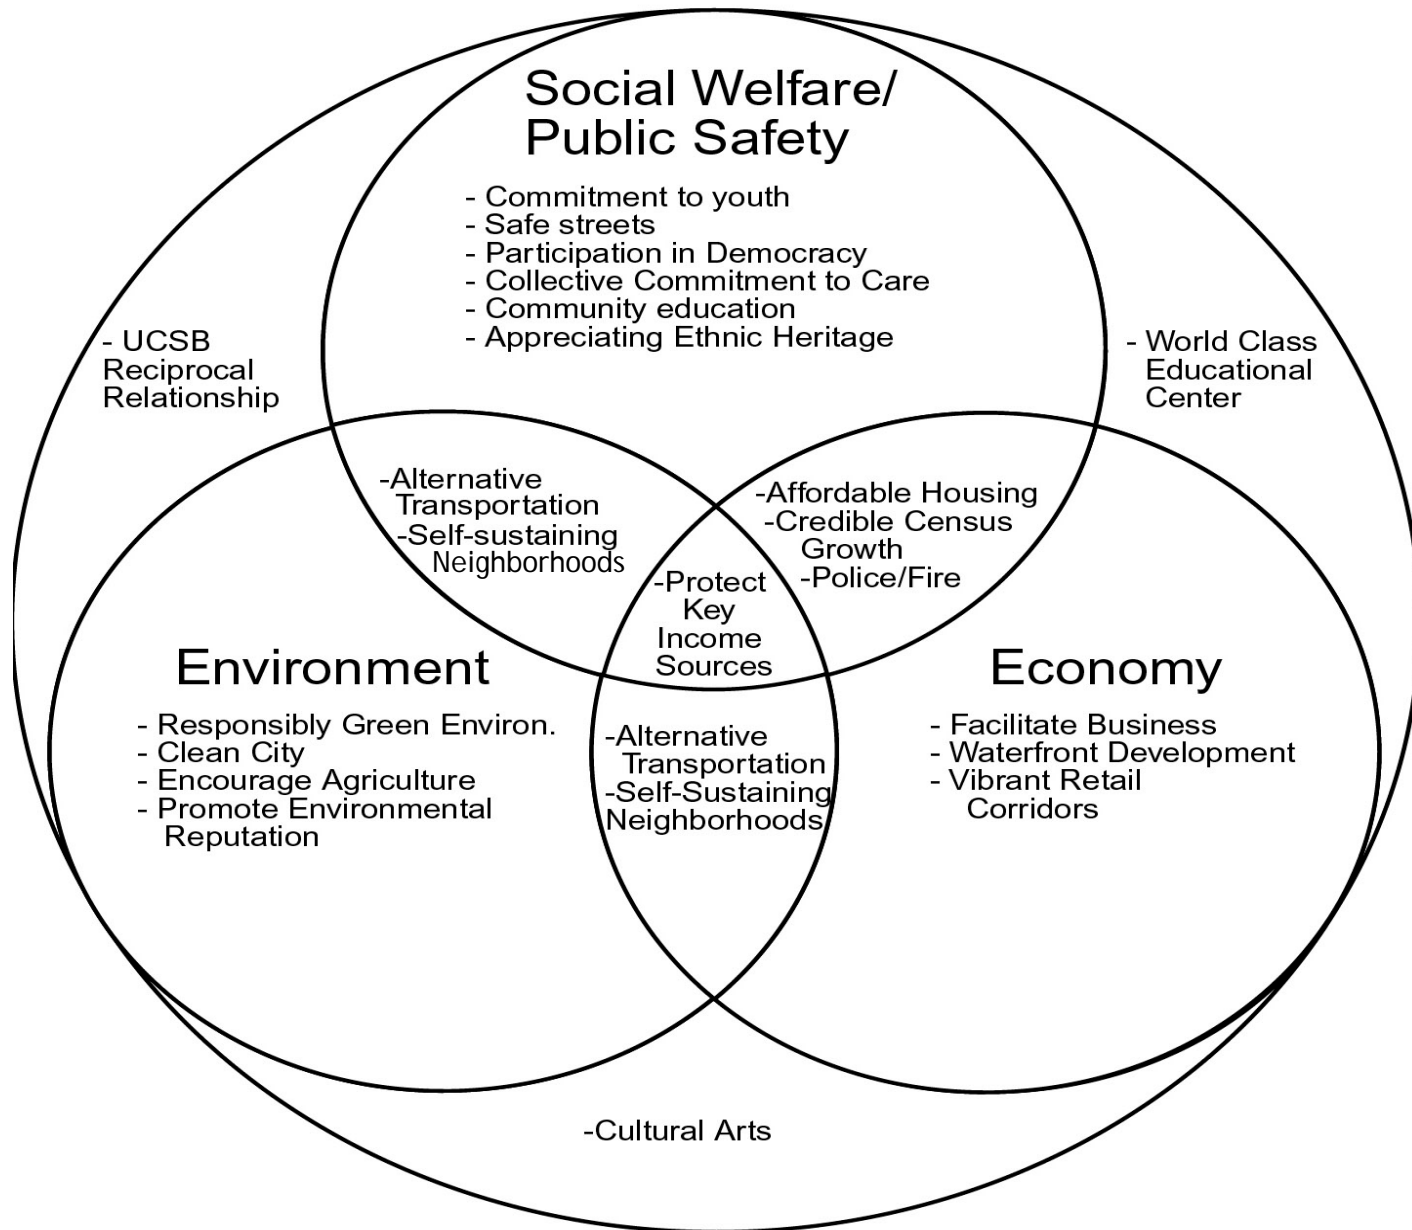 Social Welfare/
Public Safety
- Commitment to youth
- Safe streets
- Participation in Democracy
- Collective Commitment to Care
- Community education
- Appreciating Ethnic Heritage
- UCSB
Reciprocal
Relationship
- World Class
Educational
Center
-Alternative
Transportation
-Self-sustaining
Neighborhoods
-Affordable Housing
-Credible Census
Growth
-Police/Fire
-Protect
Key
Income
Sources
Environment
- Responsibly Green Environ.
- Clean City
- Encourage Agriculture
- Promote Environmental
Reputation
-Alternative
Transportation
-Self-Sustaining
Neighborhoods
Economy
- Facilitate Business
- Waterfront Development
- Vibrant Retail
Corridors
-Cultural Arts